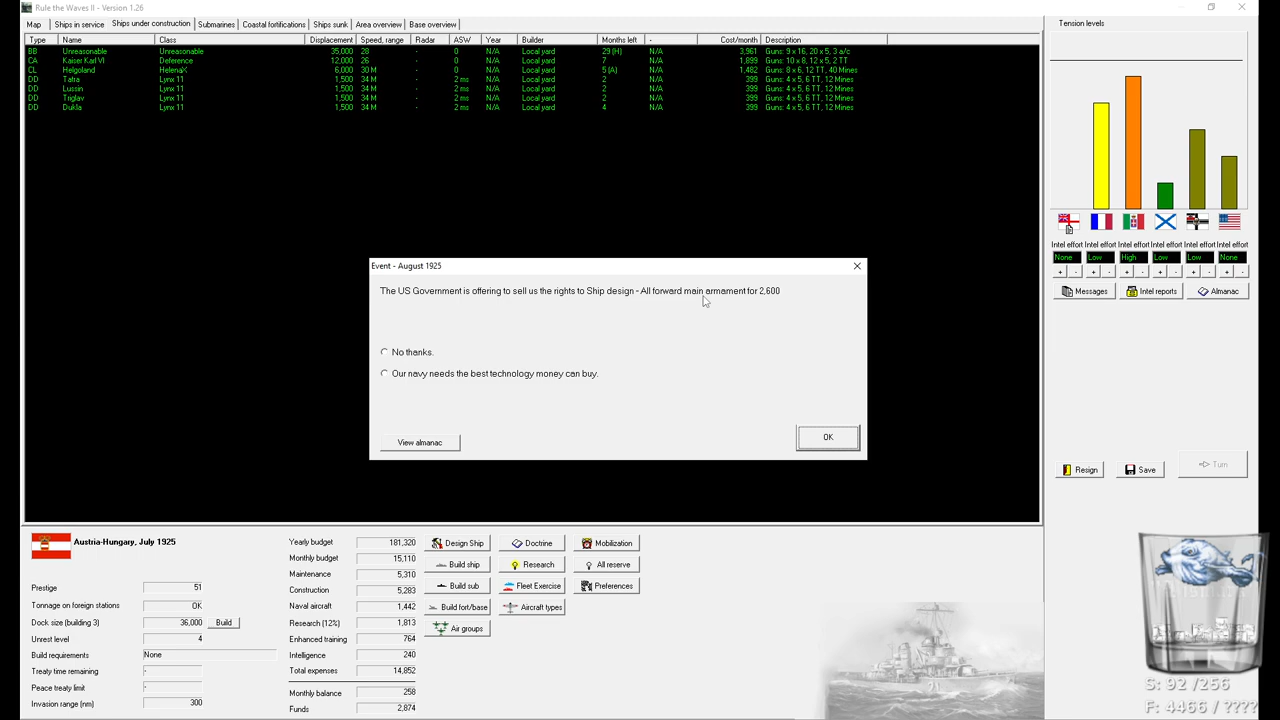 Rule the Waves II - Version 1.26
Map Ships in service Ships under construction Submarines Coastal fortifications Ships sunk Area overview Base overview
Type Name Class Displacement Speed, range Radar ASW Year Builder Months left - Cost/month Description
BB Unreasonable Unreasonable 35,000 28 - 0 N/A Local yard 29 (H) N/A 3,961 Guns: 9 x 16, 20 x 5, 3 a/c
CA Kaiser Karl VI Deference 12,000 26 - 0 N/A Local yard 7 N/A 1,899 Guns: 10 x 8, 12 x 5, 2 TT
CL Helgoland HelenaX 6,000 30 M - 0 N/A Local yard 5 (A) N/A 1,482 Guns: 8 x 6, 12 TT, 40 Mines
DD Tatra Lynx 11 1,500 34 M - 2 ms N/A Local yard 2 N/A 399 Guns: 4 x 5, 6 TT, 12 Mines
DD Lussin Lynx 11 1,500 34 M - 2 ms N/A Local yard 2 N/A 399 Guns: 4 x 5, 6 TT, 12 Mines
DD Triglav Lynx 11 1,500 34 M - 2 ms N/A Local yard 2 N/A 399 Guns: 4 x 5, 6 TT, 12 Mines
DD Dukla Lynx 11 1,500 34 M - 2 ms N/A Local yard 4 N/A 399 Guns: 4 x 5, 6 TT, 12 Mines
Event - August 1925
The US Government is offering to sell us the rights to Ship design - All forward main armament for 2,600
No thanks.
Our navy needs the best technology money can buy.
View almanac
OK
Tension levels
Intel effort Intel effort Intel effort Intel effort Intel effort Intel effort
None Low High Low Low None
+ - + - + - + - + - + -
Messages Intel reports Almanac
Resign Save Turn
Austria-Hungary, July 1925
Prestige 51
Tonnage on foreign stations OK
Dock size (building 3) 36,000 Build
Unrest level 4
Build requirements None
Treaty time remaining -
Peace treaty limit -
Invasion range (nm) 300
Yearly budget 181,320
Monthly budget 15,110
Maintenance 5,310
Construction 5,283
Naval aircraft 1,442
Research (12%) 1,813
Enhanced training 764
Intelligence 240
Total expenses 14,852
Monthly balance 258
Funds 2,874
Design Ship Doctrine Mobilization
Build ship Research All reserve
Build sub Fleet Exercise Preferences
Build fort/base Aircraft types
Air groups
S: 92 /256
F: 4466 / ????